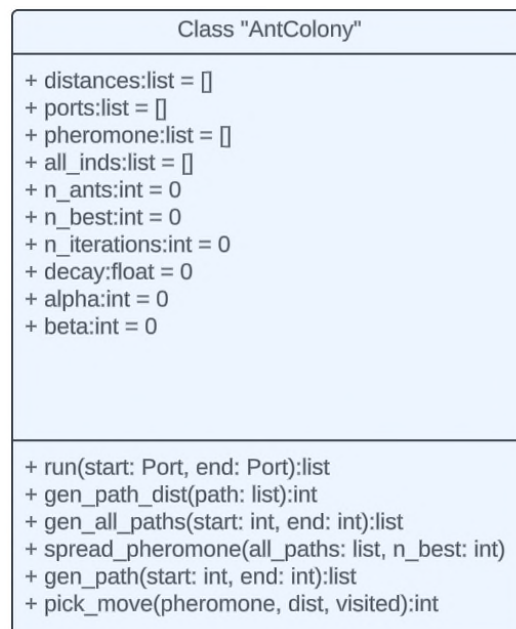 Class "AntColony"
+ distances:list = []
+ ports:list = []
+ pheromone:list = []
+ all_inds:list = []
+ n_ants:int = 0
+ n_best:int = 0
+ n_iterations:int = 0
+ decay:float = 0
+ alpha:int = 0
+ beta:int = 0
+ run(start: Port, end: Port):list
+ gen_path_dist(path: list):int
+ gen_all_paths(start: int, end: int):list
+ spread_pheromone(all_paths: list, n_best: int)
+ gen_path(start: int, end: int):list
+ pick_move(pheromone, dist, visited):int